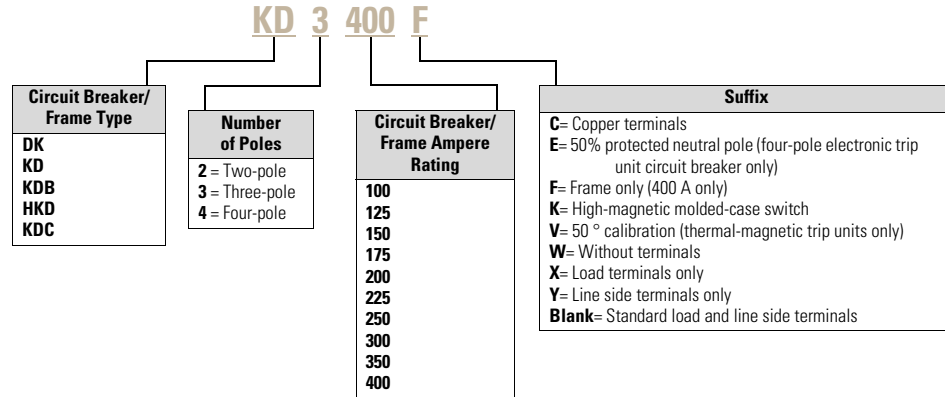 KD 3 400 F
Circuit Breaker/
Frame Type
DK
KD
KDB
HKD
KDC
Number
of Poles
2 = Two-pole
3 = Three-pole
4 = Four-pole
Circuit Breaker/
Frame Ampere
Rating
100
125
150
175
200
225
250
300
350
400
Suffix
C= Copper terminals
E= 50% protected neutral pole (four-pole electronic trip
unit circuit breaker only)
F= Frame only (400 A only)
K= High-magnetic molded-case switch
V= 50 ° calibration (thermal-magnetic trip units only)
W= Without terminals
X= Load terminals only
Y= Line side terminals only
Blank= Standard load and line side terminals